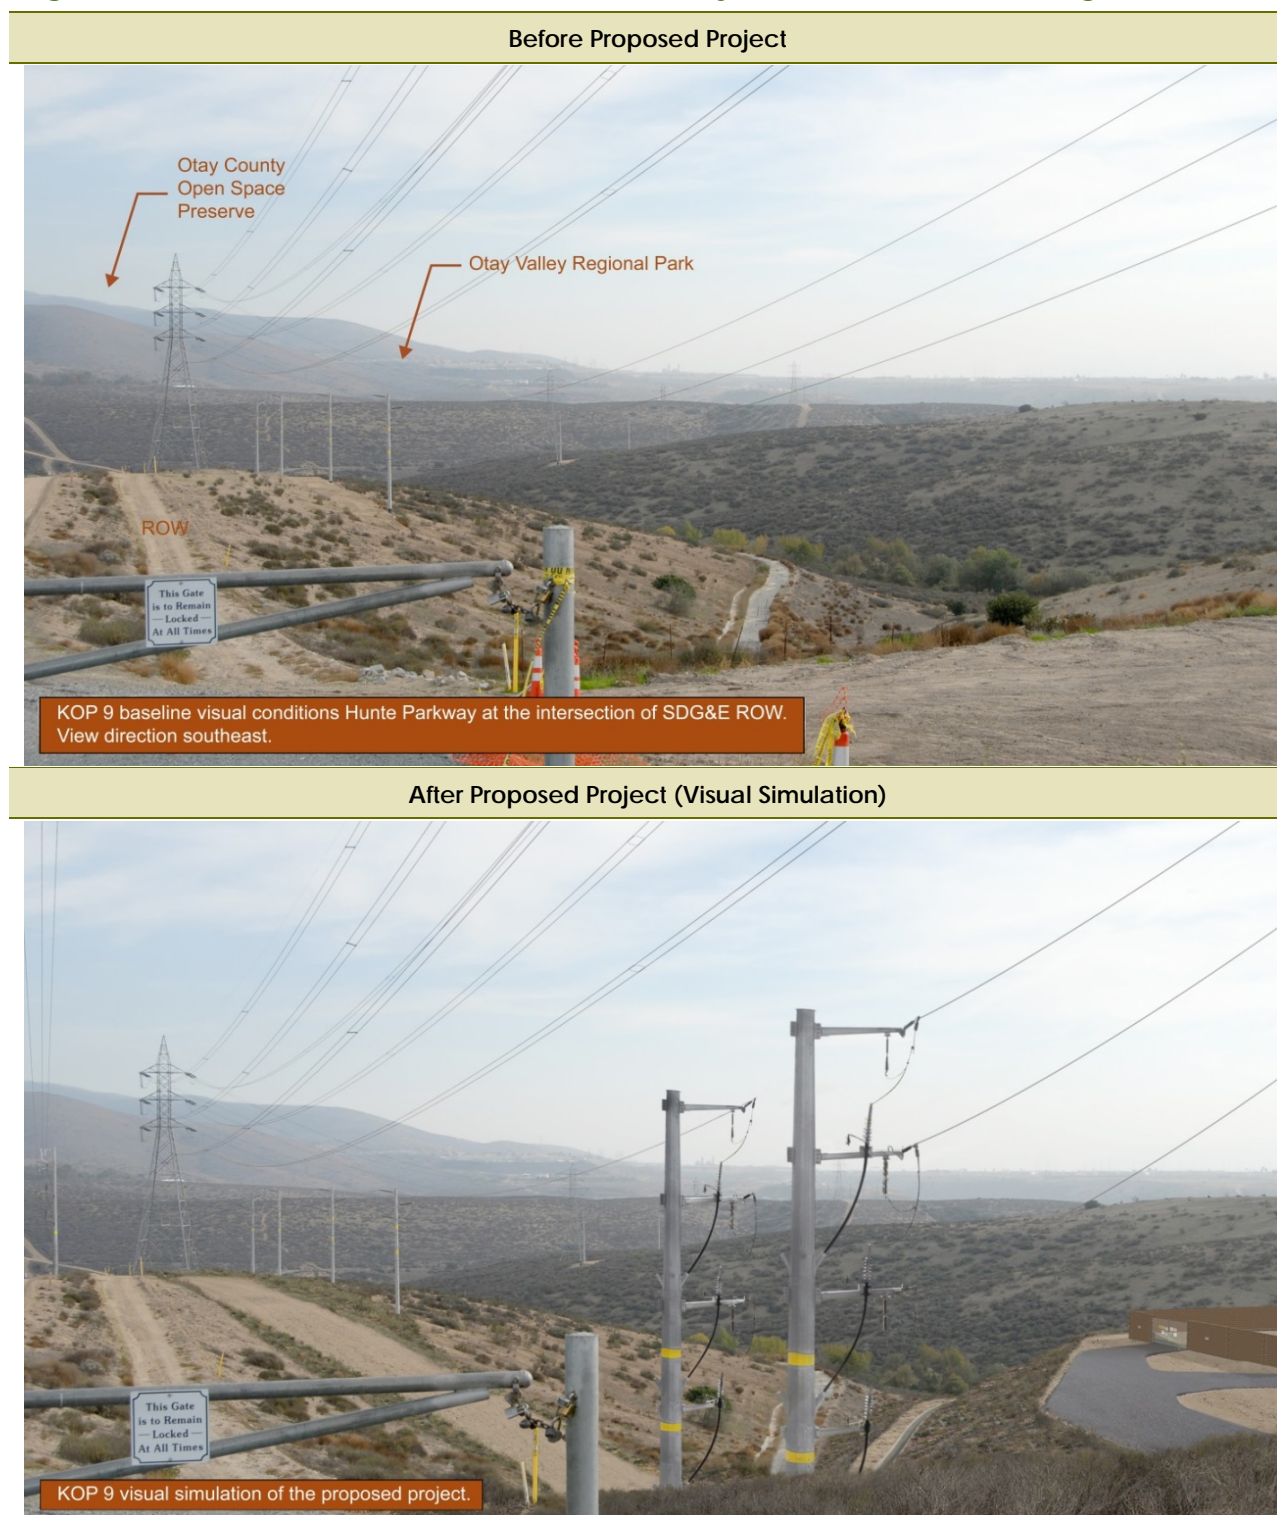 Before Proposed Project
Otay County
Open Space
Preserve
Otay Valley Regional Park
ROW
This Gate
is to Remain
— Locked —
At All Times
KOP 9 baseline visual conditions Hunte Parkway at the intersection of SDG&E ROW.
View direction southeast.
After Proposed Project (Visual Simulation)
This Gate
is to Remain
— Locked —
At All Times
KOP 9 visual simulation of the proposed project.